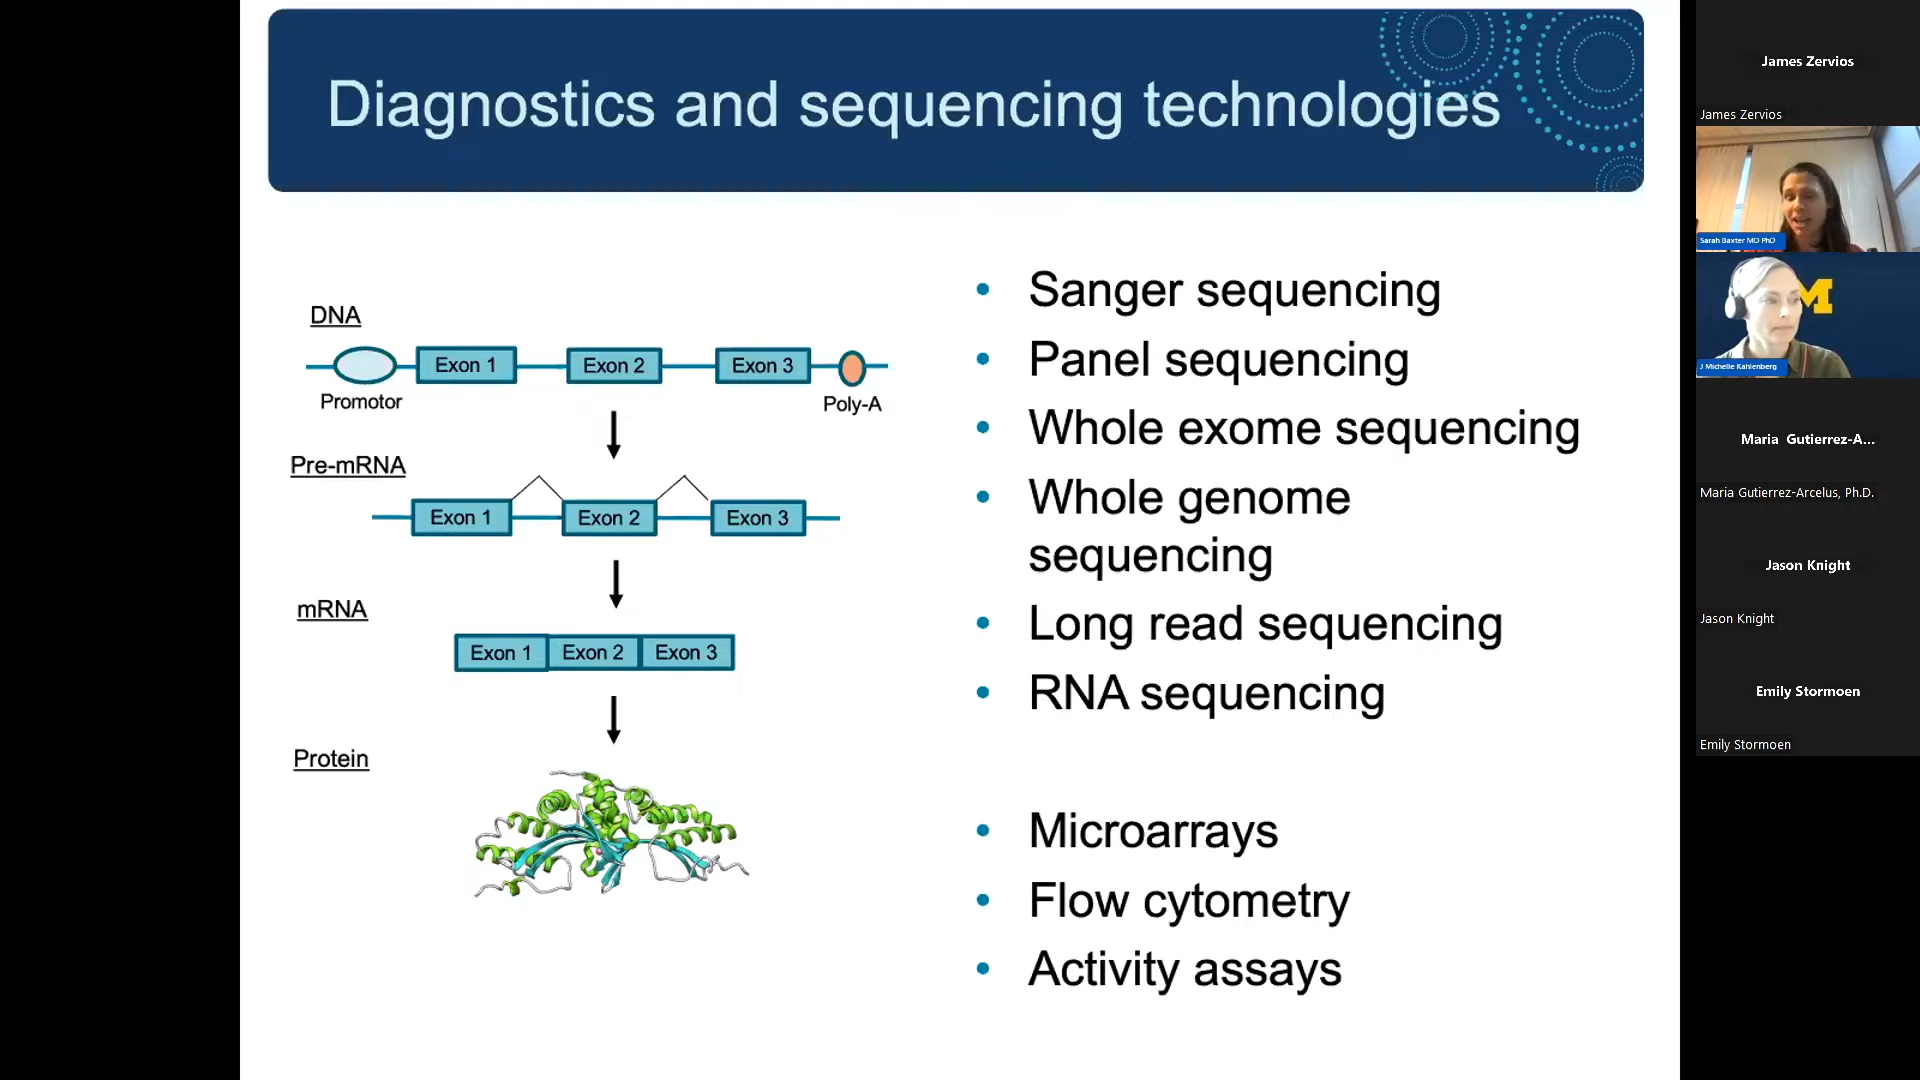 Diagnostics and sequencing technologies
DNA
Exon 1
Exon 2
Exon 3
Promotor
Poly-A
Pre-mRNA
Exon 1
Exon 2
Exon 3
mRNA
Exon 1
Exon 2
Exon 3
Protein
• Sanger sequencing
• Panel sequencing
• Whole exome sequencing
• Whole genome
sequencing
• Long read sequencing
• RNA sequencing
• Microarrays
• Flow cytometry
• Activity assays
James Zervios
James Zervios
Sarah Baxter MD PhD
M
J Michelle Kahlenberg
Maria Gutierrez-A...
Maria Gutierrez-Arcelus, Ph.D.
Jason Knight
Jason Knight
Emily Stormoen
Emily Stormoen